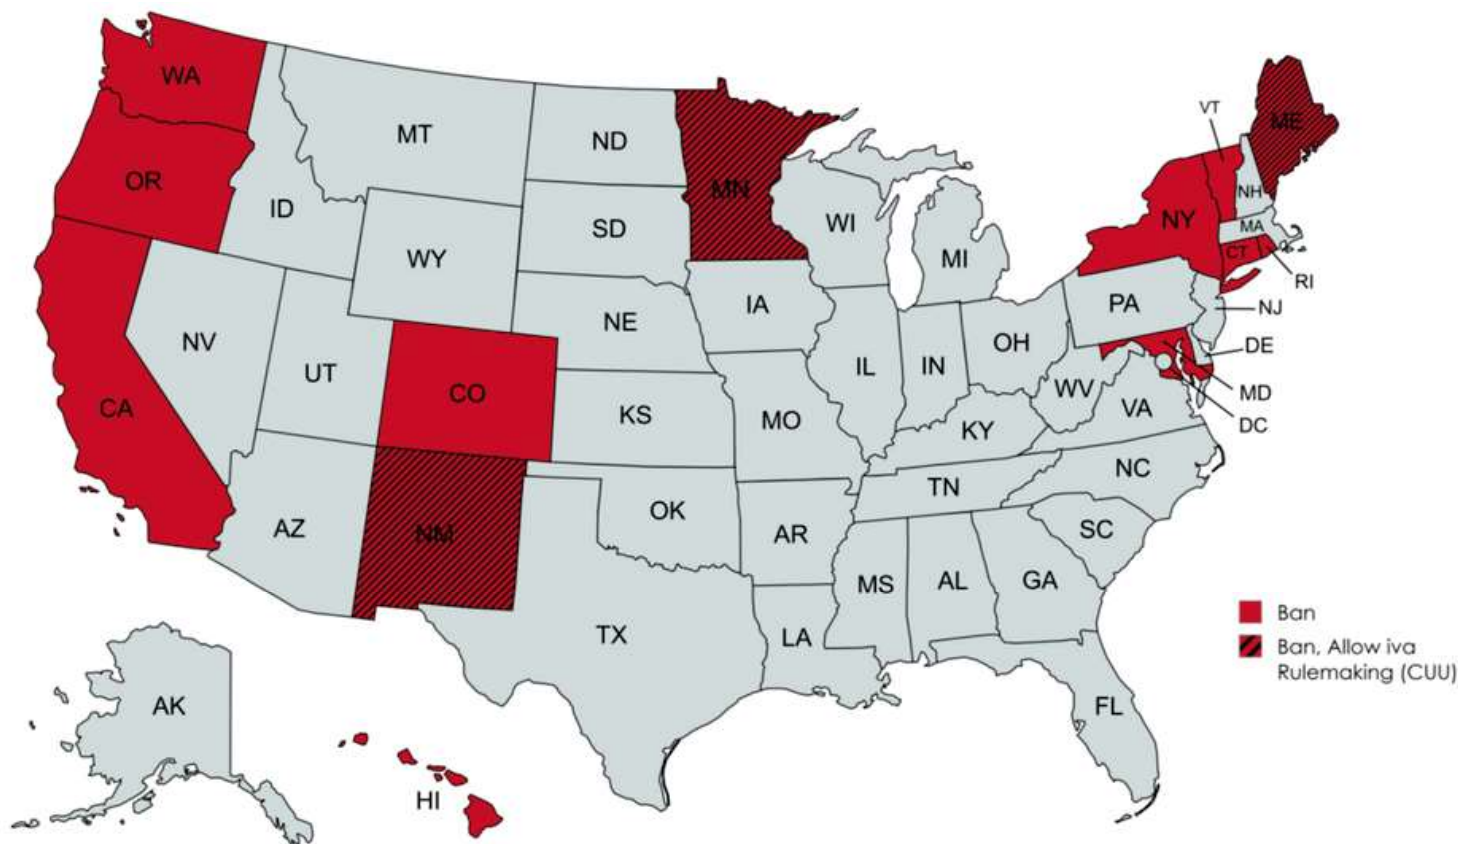 WA
MT
ND
MN
VT
ME
OR
ID
SD
WI
NY
NH
MA
WY
MI
CT
RI
IA
PA
NJ
NE
NV
OH
DE
UT
IL
IN
CO
WV
MD
CA
KS
MO
VA
DC
KY
NC
TN
AZ
NM
OK
AR
SC
MS
AL
GA
TX
LA
Ban
Ban, Allow iva
Rulemaking (CUU)
AK
FL
HI